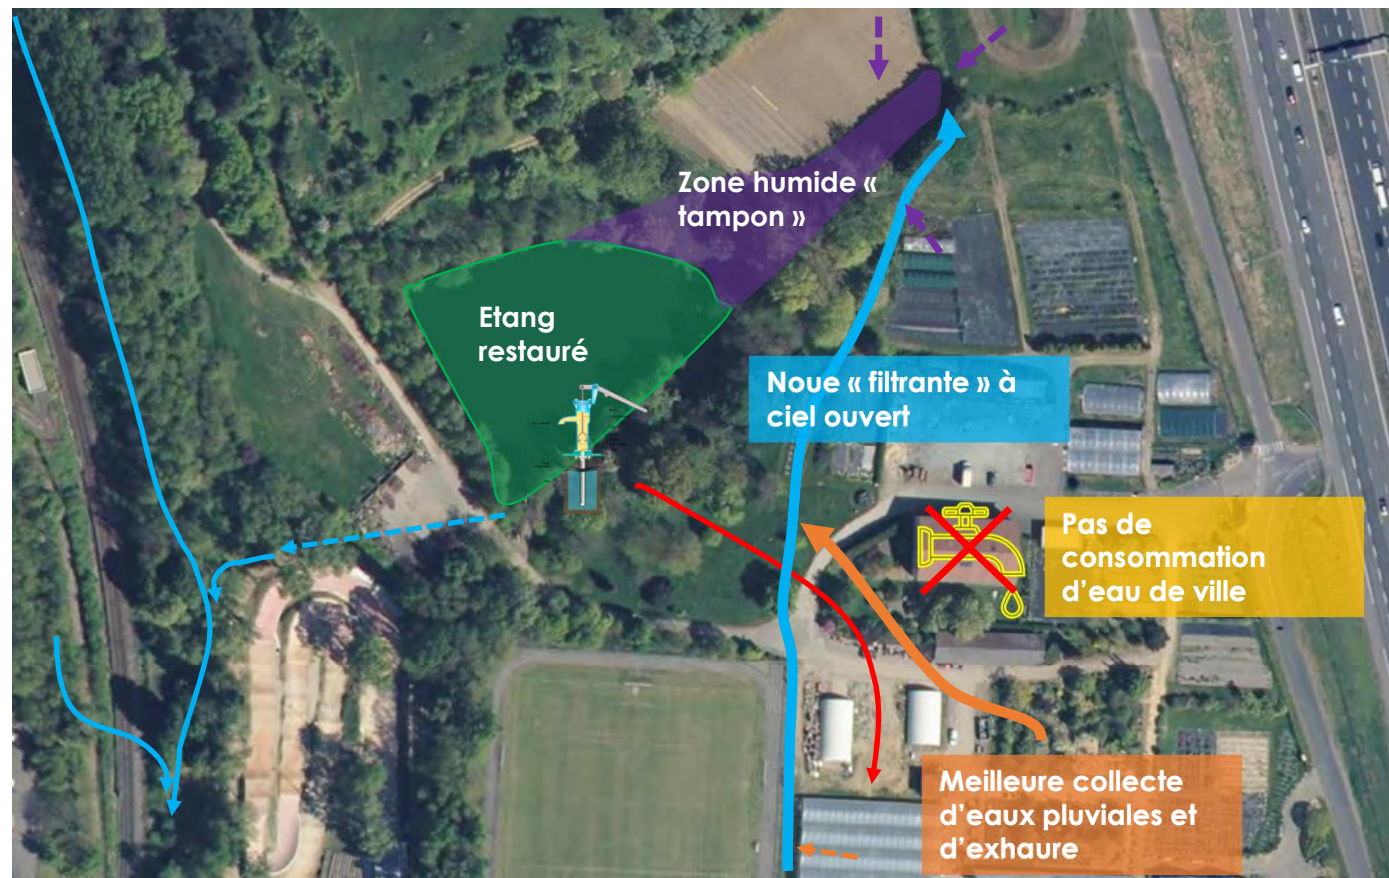 Zone humide «
tampon »
Etang
restauré
Noue « filtrante » à
ciel ouvert
Pas de
consommation
d'eau de ville
Meilleure collecte
d'eaux pluviales et
d'exhaure